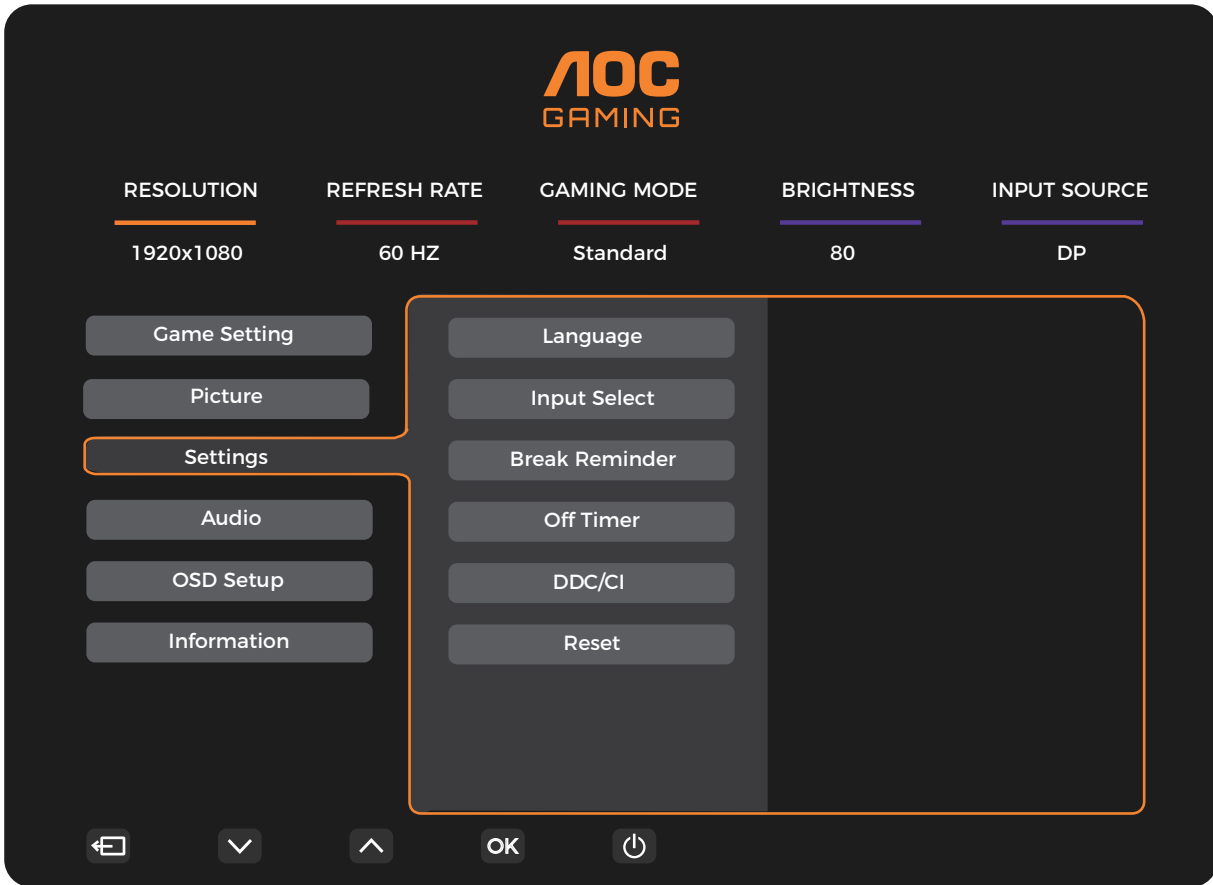 AOC
GAMING
RESOLUTION REFRESH RATE GAMING MODE BRIGHTNESS INPUT SOURCE
1920x1080 60 HZ Standard 80 DP
Game Setting
Picture
Settings
Audio
OSD Setup
Information
Language
Input Select
Break Reminder
Off Timer
DDC/CI
Reset
OK